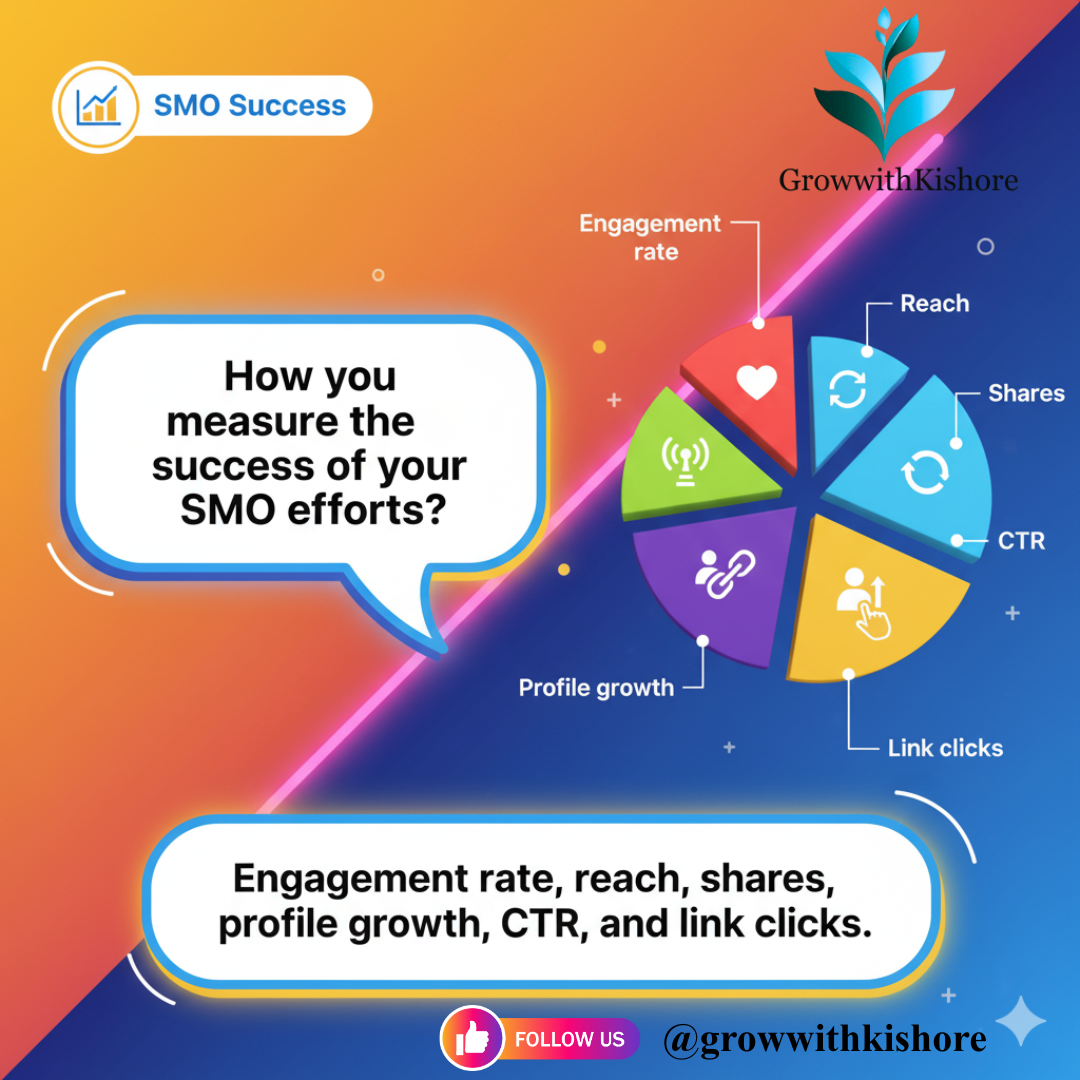 SMO Success
GrowwithKishore
Engagement
rate
Reach
Shares
How you
measure the
success of your
SMO efforts?
CTR
Profile growth
Link clicks
Engagement rate, reach, shares,
profile growth, CTR, and link clicks.
FOLLOW US
@growwithkishore